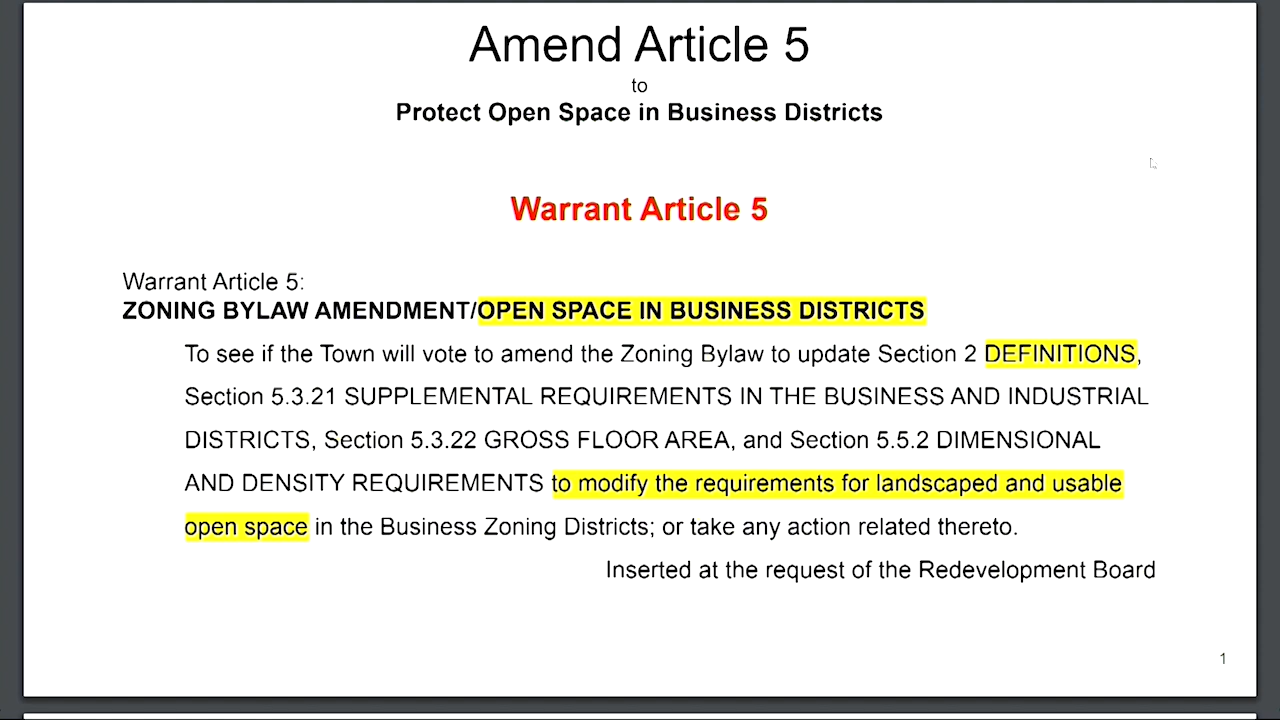 Amend Article 5
to
Protect Open Space in Business Districts
Warrant Article 5
Warrant Article 5:
ZONING BYLAW AMENDMENT/OPEN SPACE IN BUSINESS DISTRICTS
To see if the Town will vote to amend the Zoning Bylaw to update Section 2 DEFINITIONS,
Section 5.3.21 SUPPLEMENTAL REQUIREMENTS IN THE BUSINESS AND INDUSTRIAL
DISTRICTS, Section 5.3.22 GROSS FLOOR AREA, and Section 5.5.2 DIMENSIONAL
AND DENSITY REQUIREMENTS to modify the requirements for landscaped and usable
open space in the Business Zoning Districts; or take any action related thereto.
Inserted at the request of the Redevelopment Board
1